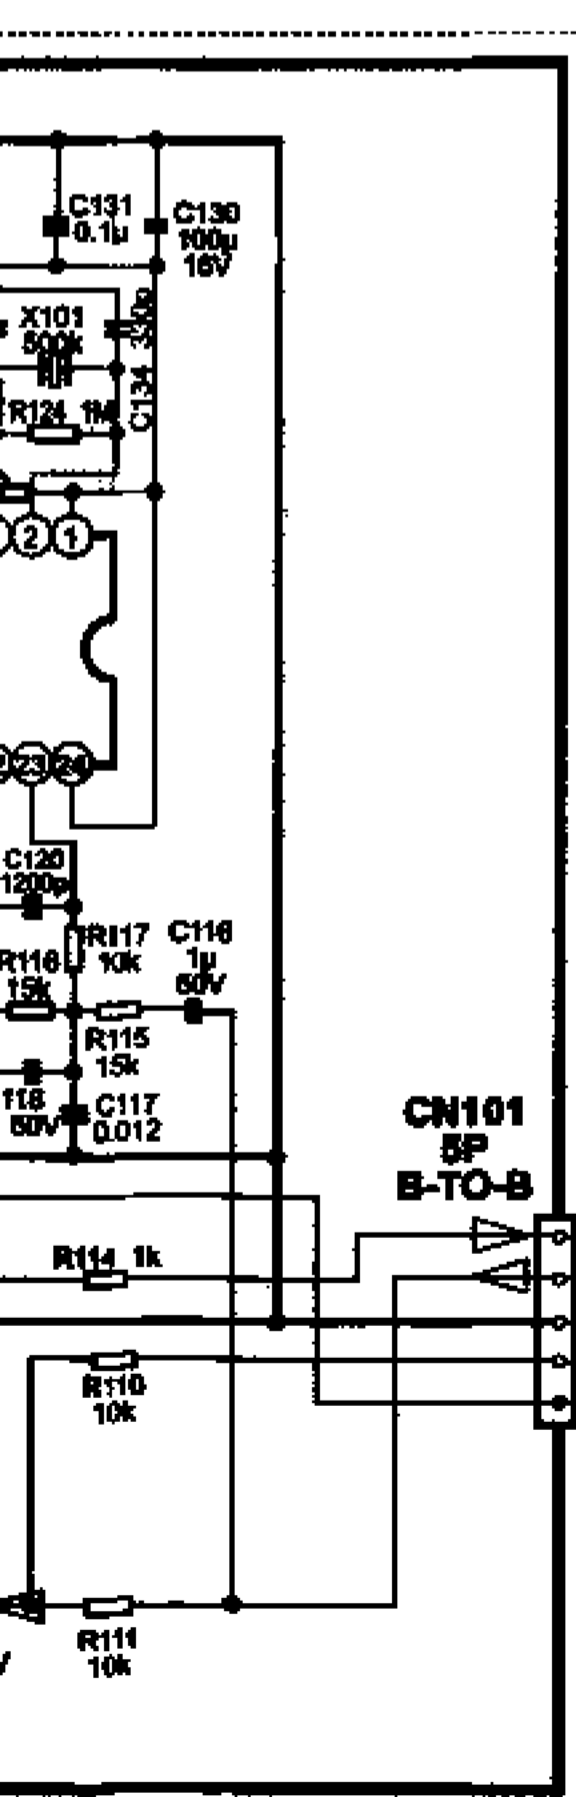 C131
0.1μ
C130
100μ
16V
X101
500k
330p
C134
R124 1M
2
1
23
24
C120
1200p
R117
10k
C116
1μ
50V
R116
15k
R115
15k
118
50V
C117
0.012
CN101
5P
B-TO-B
R114 1k
R110
10k
R111
10k
V